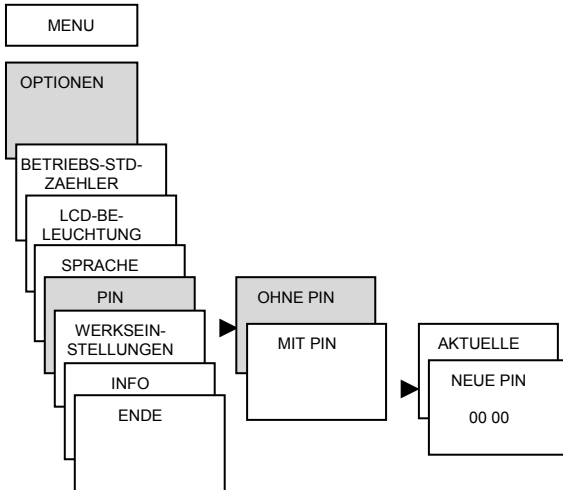 MENU
OPTIONEN
BETRIEBS-STD-
ZAEHLER
LCD-BE-
LEUCHTUNG
SPRACHE
PIN
WERKSEIN-
STELLUNGEN
INFO
ENDE
OHNE PIN
MIT PIN
AKTUELLE
NEUE PIN
00 00